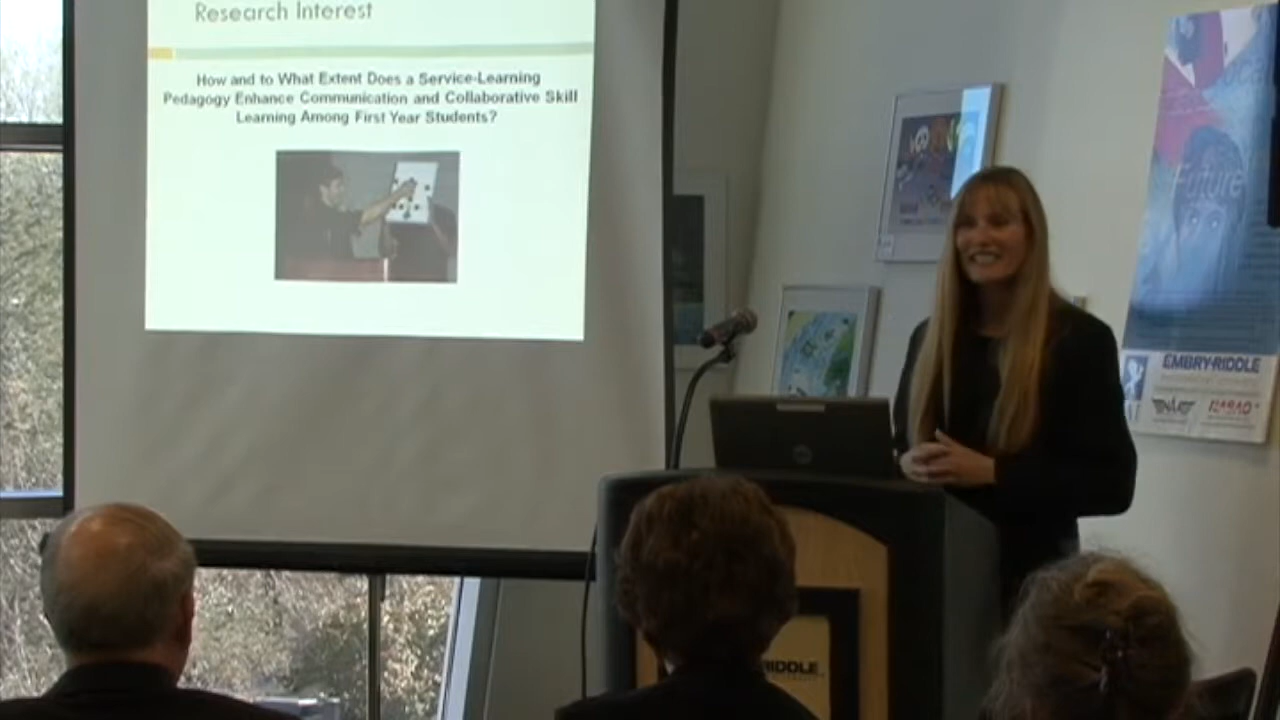 Research Interest
How and to What Extent Does a Service-Learning
Pedagogy Enhance Communication and Collaborative Skill
Learning Among First Year Students?
Future
EMBRY-RIDDLE
RIDDLE